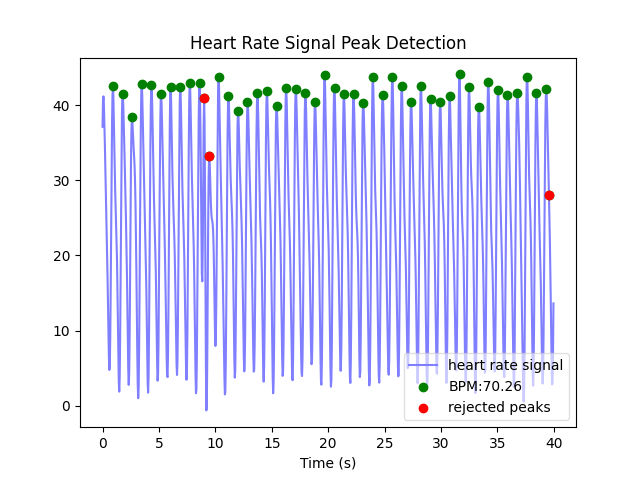 Heart Rate Signal Peak Detection
40
30
20
10
0
heart rate signal
BPM:70.26
rejected peaks
0 5 10 15 20 25 30 35 40
Time (s)